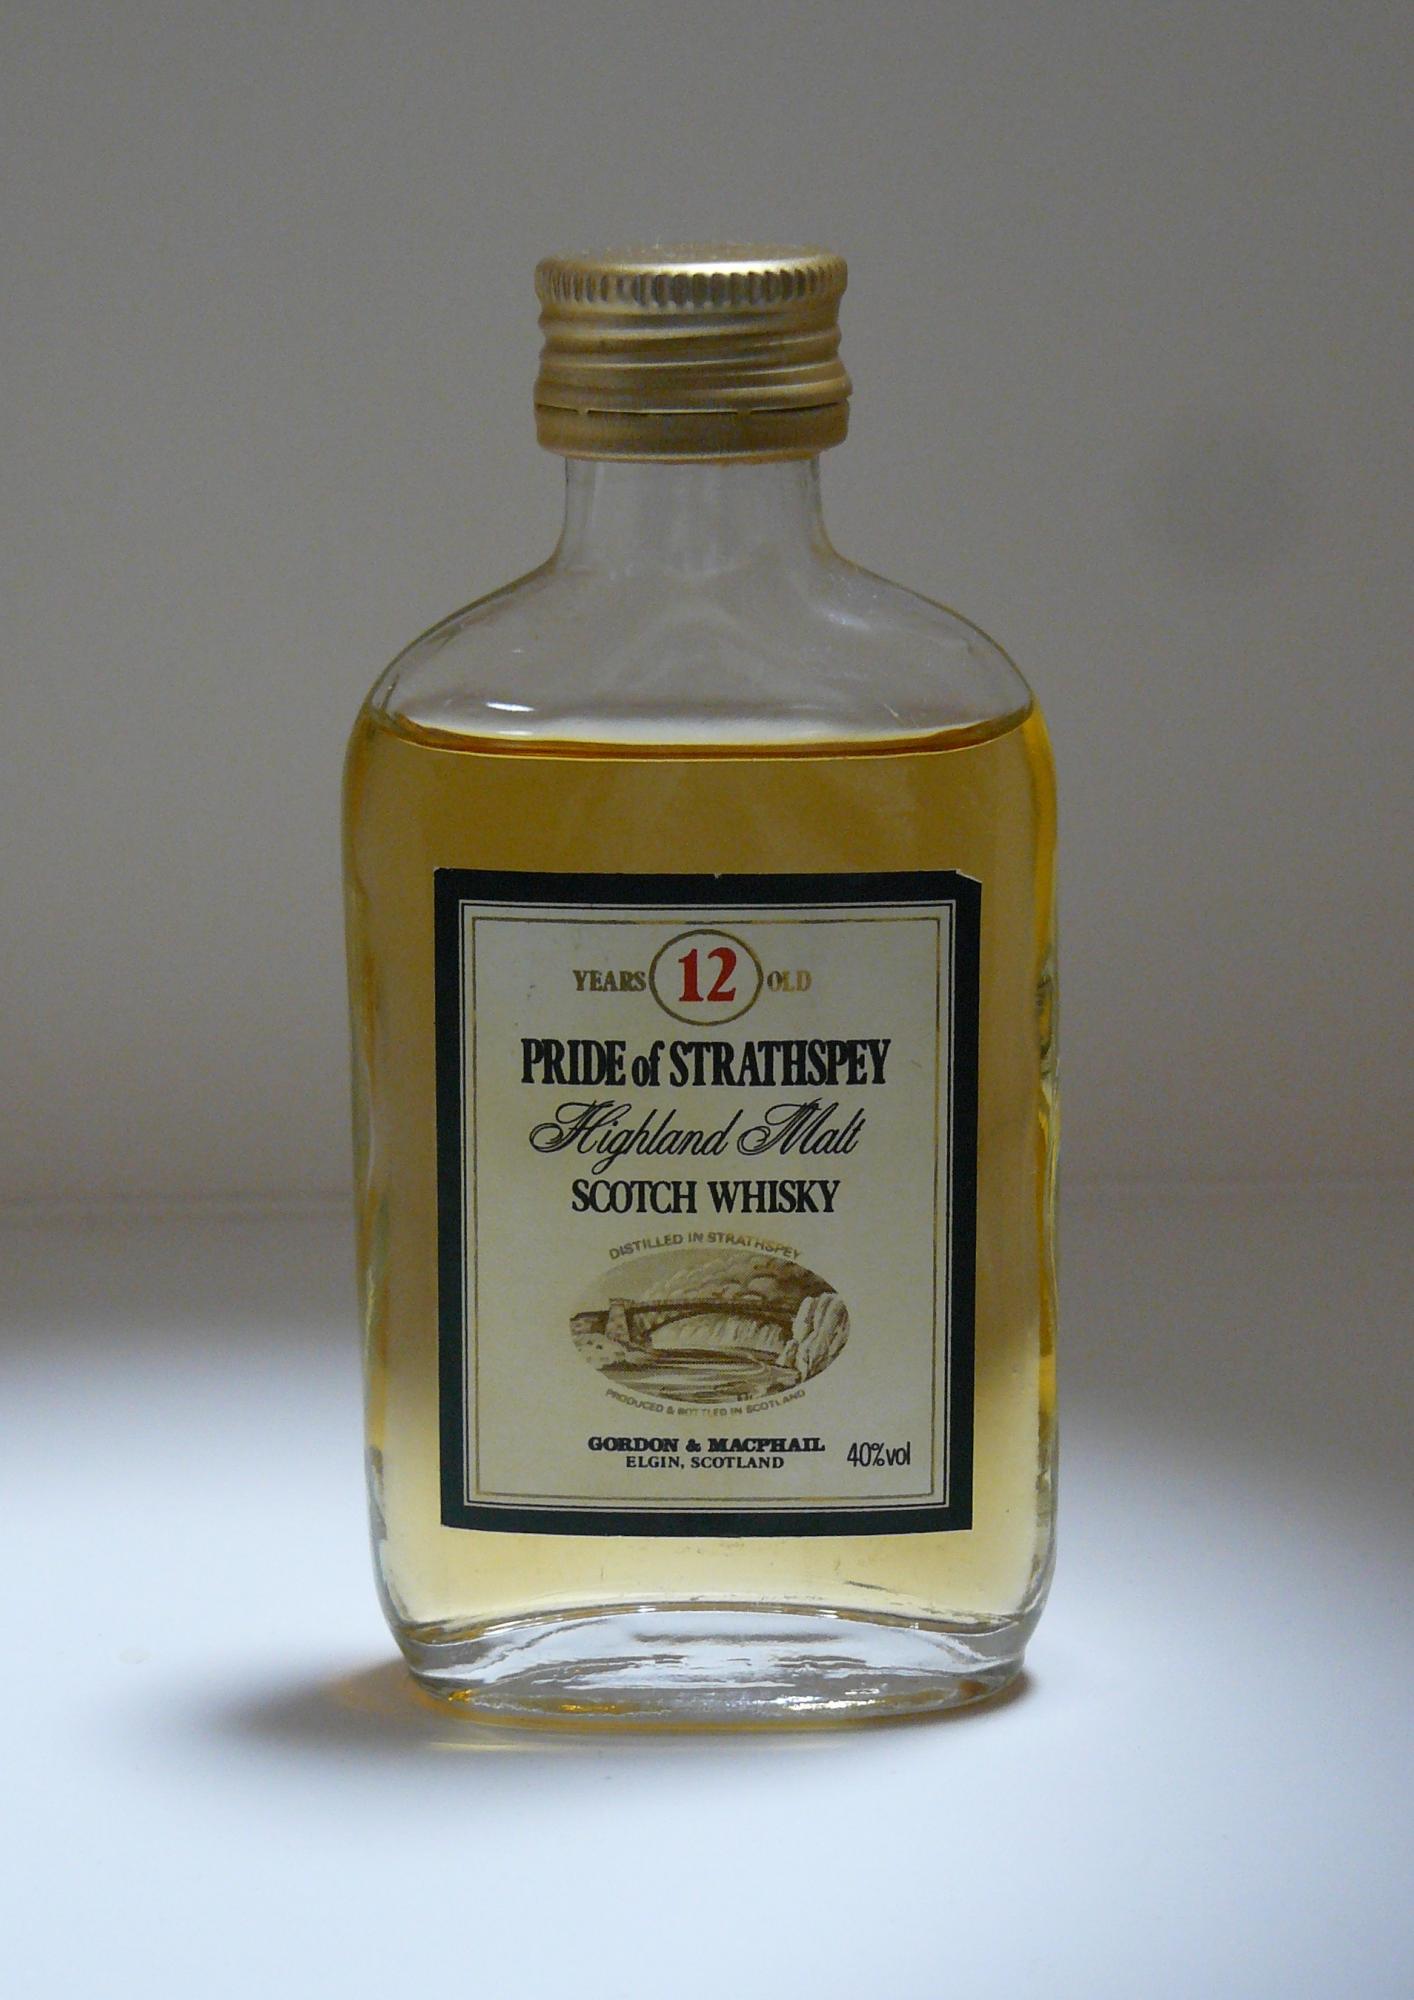 YEARS 12 OLD
PRIDE of STRATHSPEY
Highland Malt
SCOTCH WHISKY
DISTILLED IN STRATHSPEY
PRODUCED & BOTTLED IN SCOTLAND
GORDON & MACPHAIL
ELGIN, SCOTLAND
40%vol